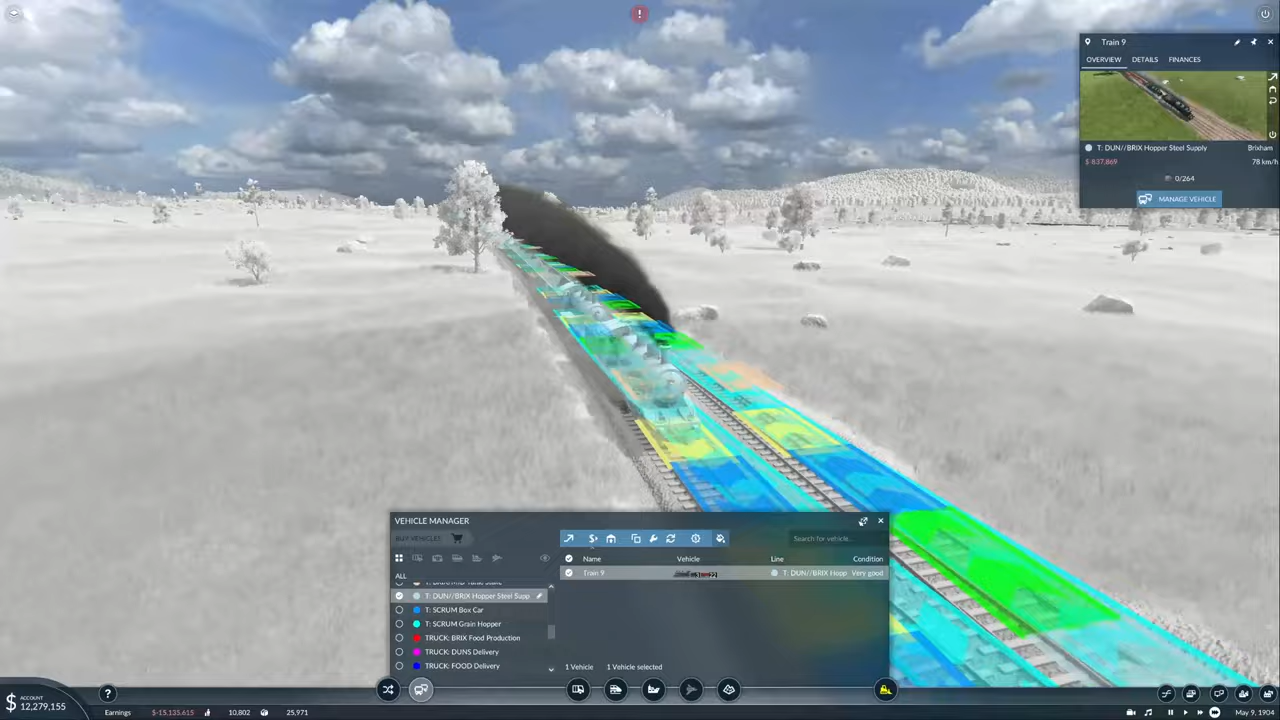 !
Train 9
OVERVIEW DETAILS FINANCES
T: DUN//BRIX Hopper Steel Supply Brixham
$ 837,869 78 km/h
0/264
MANAGE VEHICLE
VEHICLE MANAGER
BUY VEHICLES
Search for vehicle...
ALL
Name Vehicle Line Condition
Train 9 T: DUN//BRIX Hopp Very good
T: DUN//BRIX Hopper Steel Supp
T: SCRUM Box Car
T: SCRUM Grain Hopper
TRUCK: BRIX Food Production
TRUCK: DUNS Delivery
TRUCK: FOOD Delivery
1 Vehicle 1 Vehicle selected
$ ACCOUNT
12,279,155
?
Earnings $-15,135,615 10,802 25,971
May 9, 1904